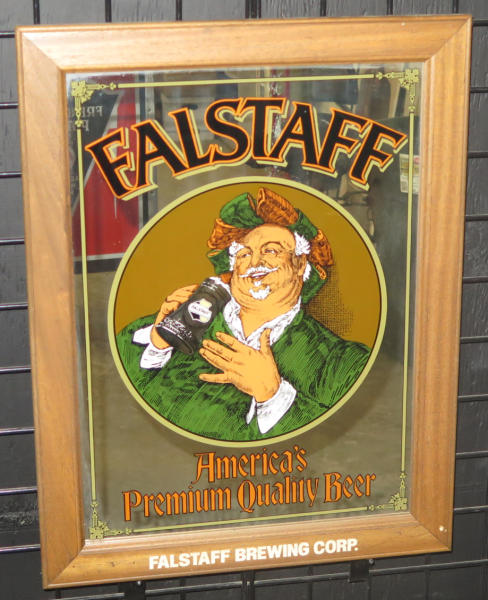 FALSTAFF
America's
Premium Quality Beer
FALSTAFF BREWING CORP.